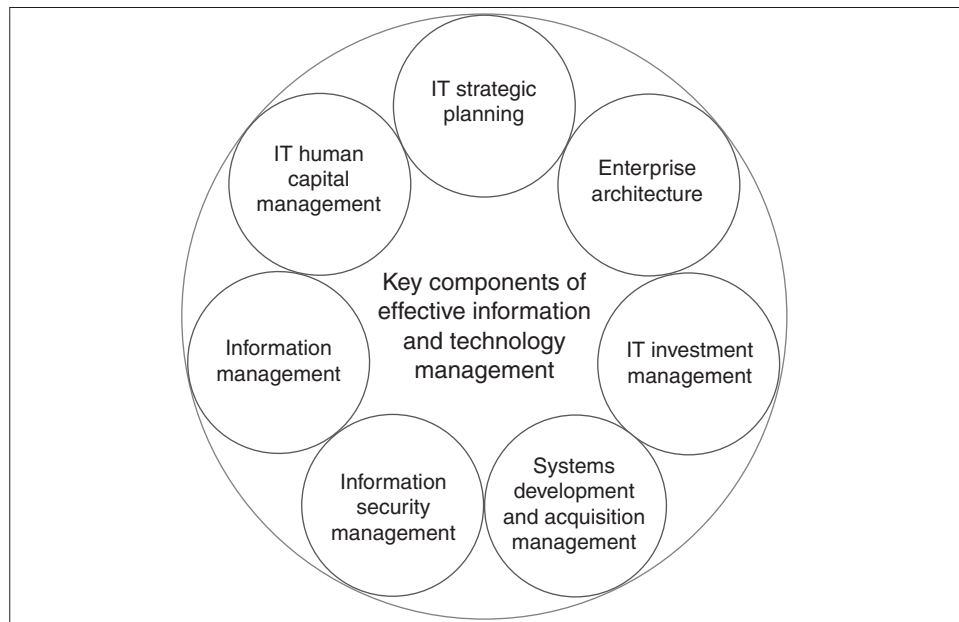 IT strategic
planning
Enterprise
architecture
IT investment
management
Systems
development
and acquisition
management
Information
security
management
Information
management
IT human
capital
management
Key components of
effective information
and technology
management